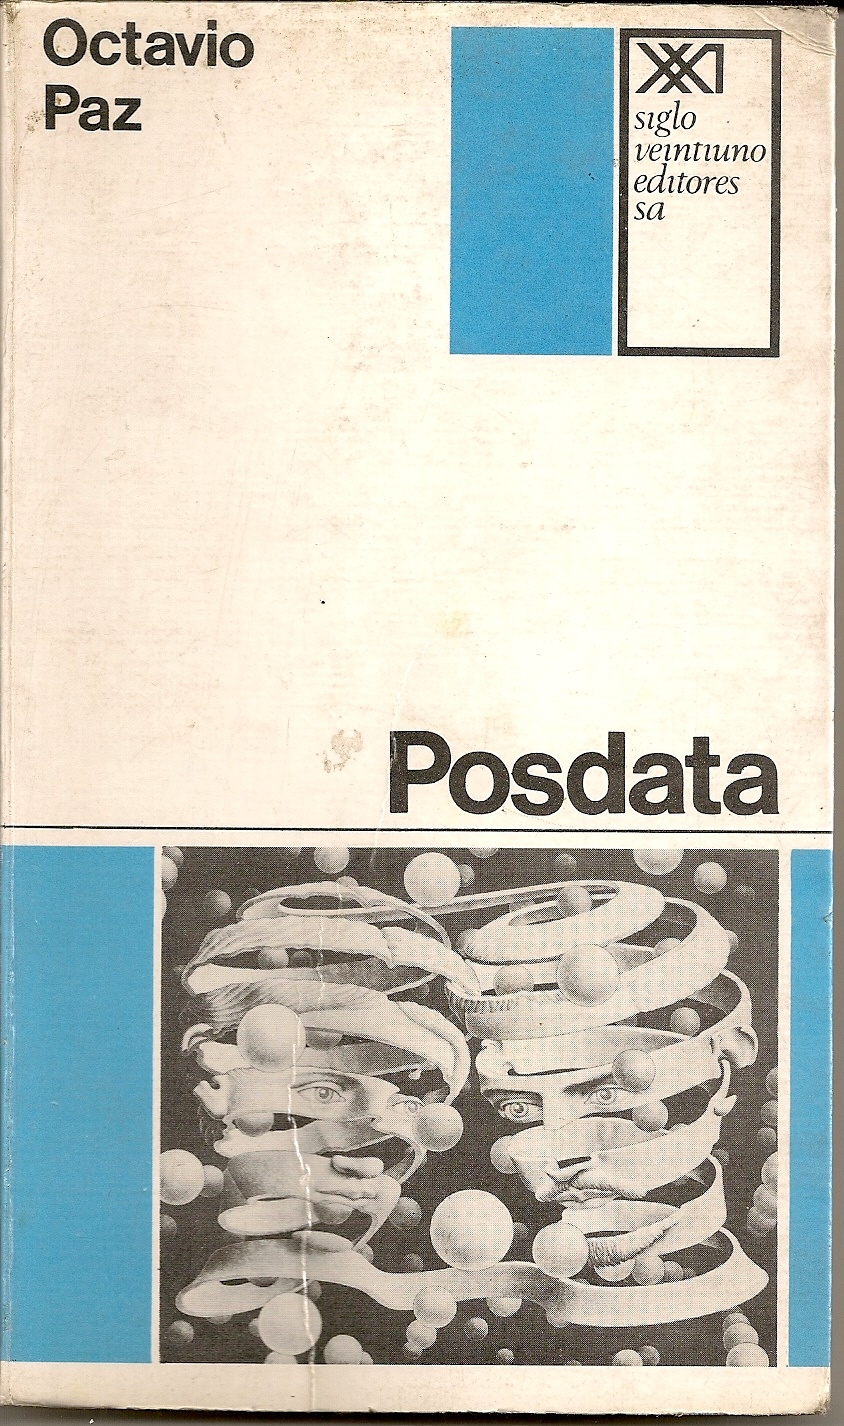 Octavio
Paz
XXI
siglo
veintiuno
editores
sa
Posdata